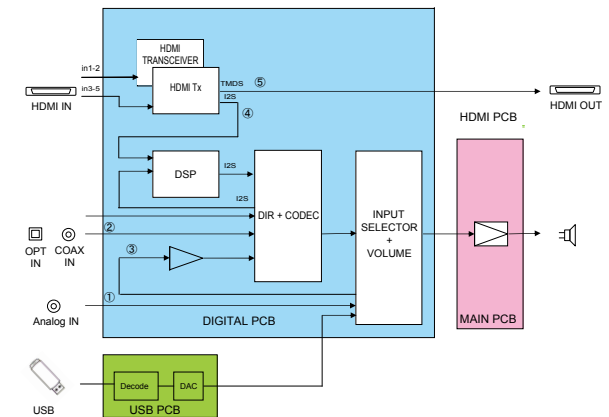 HDMI
TRANSCEIVER
in1-2
HDMI Tx
TMDS
⑤
in3-5
I2S
HDMI IN
④
HDMI OUT
HDMI PCB
DSP
I2S
I2S
DIR + CODEC
INPUT
SELECTOR
+
VOLUME
②
OPT
IN
COAX
IN
③
①
Analog IN
DIGITAL PCB
MAIN PCB
Decode
DAC
USB
USB PCB